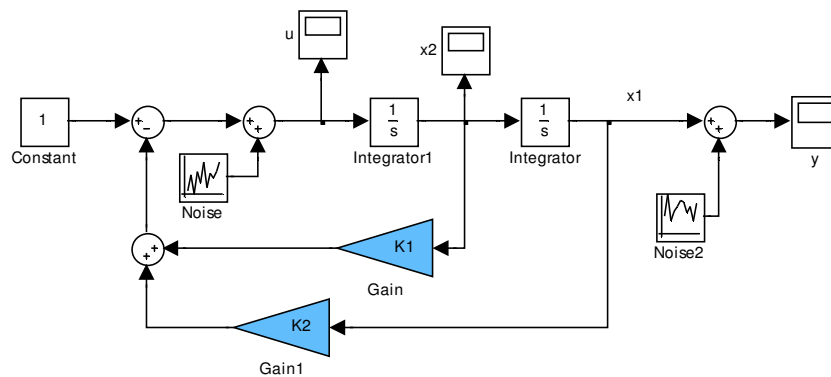 u
x2
x1
1
+
−
+
+
1
s
1
s
+
+
Constant
Integrator1
Integrator
y
Noise
Noise2
+
+
K1
Gain
K2
Gain1